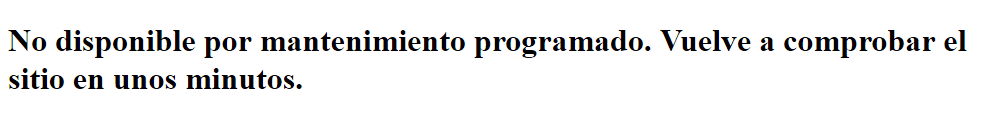 No disponible por mantenimiento programado. Vuelve a comprobar el
sitio en unos minutos.